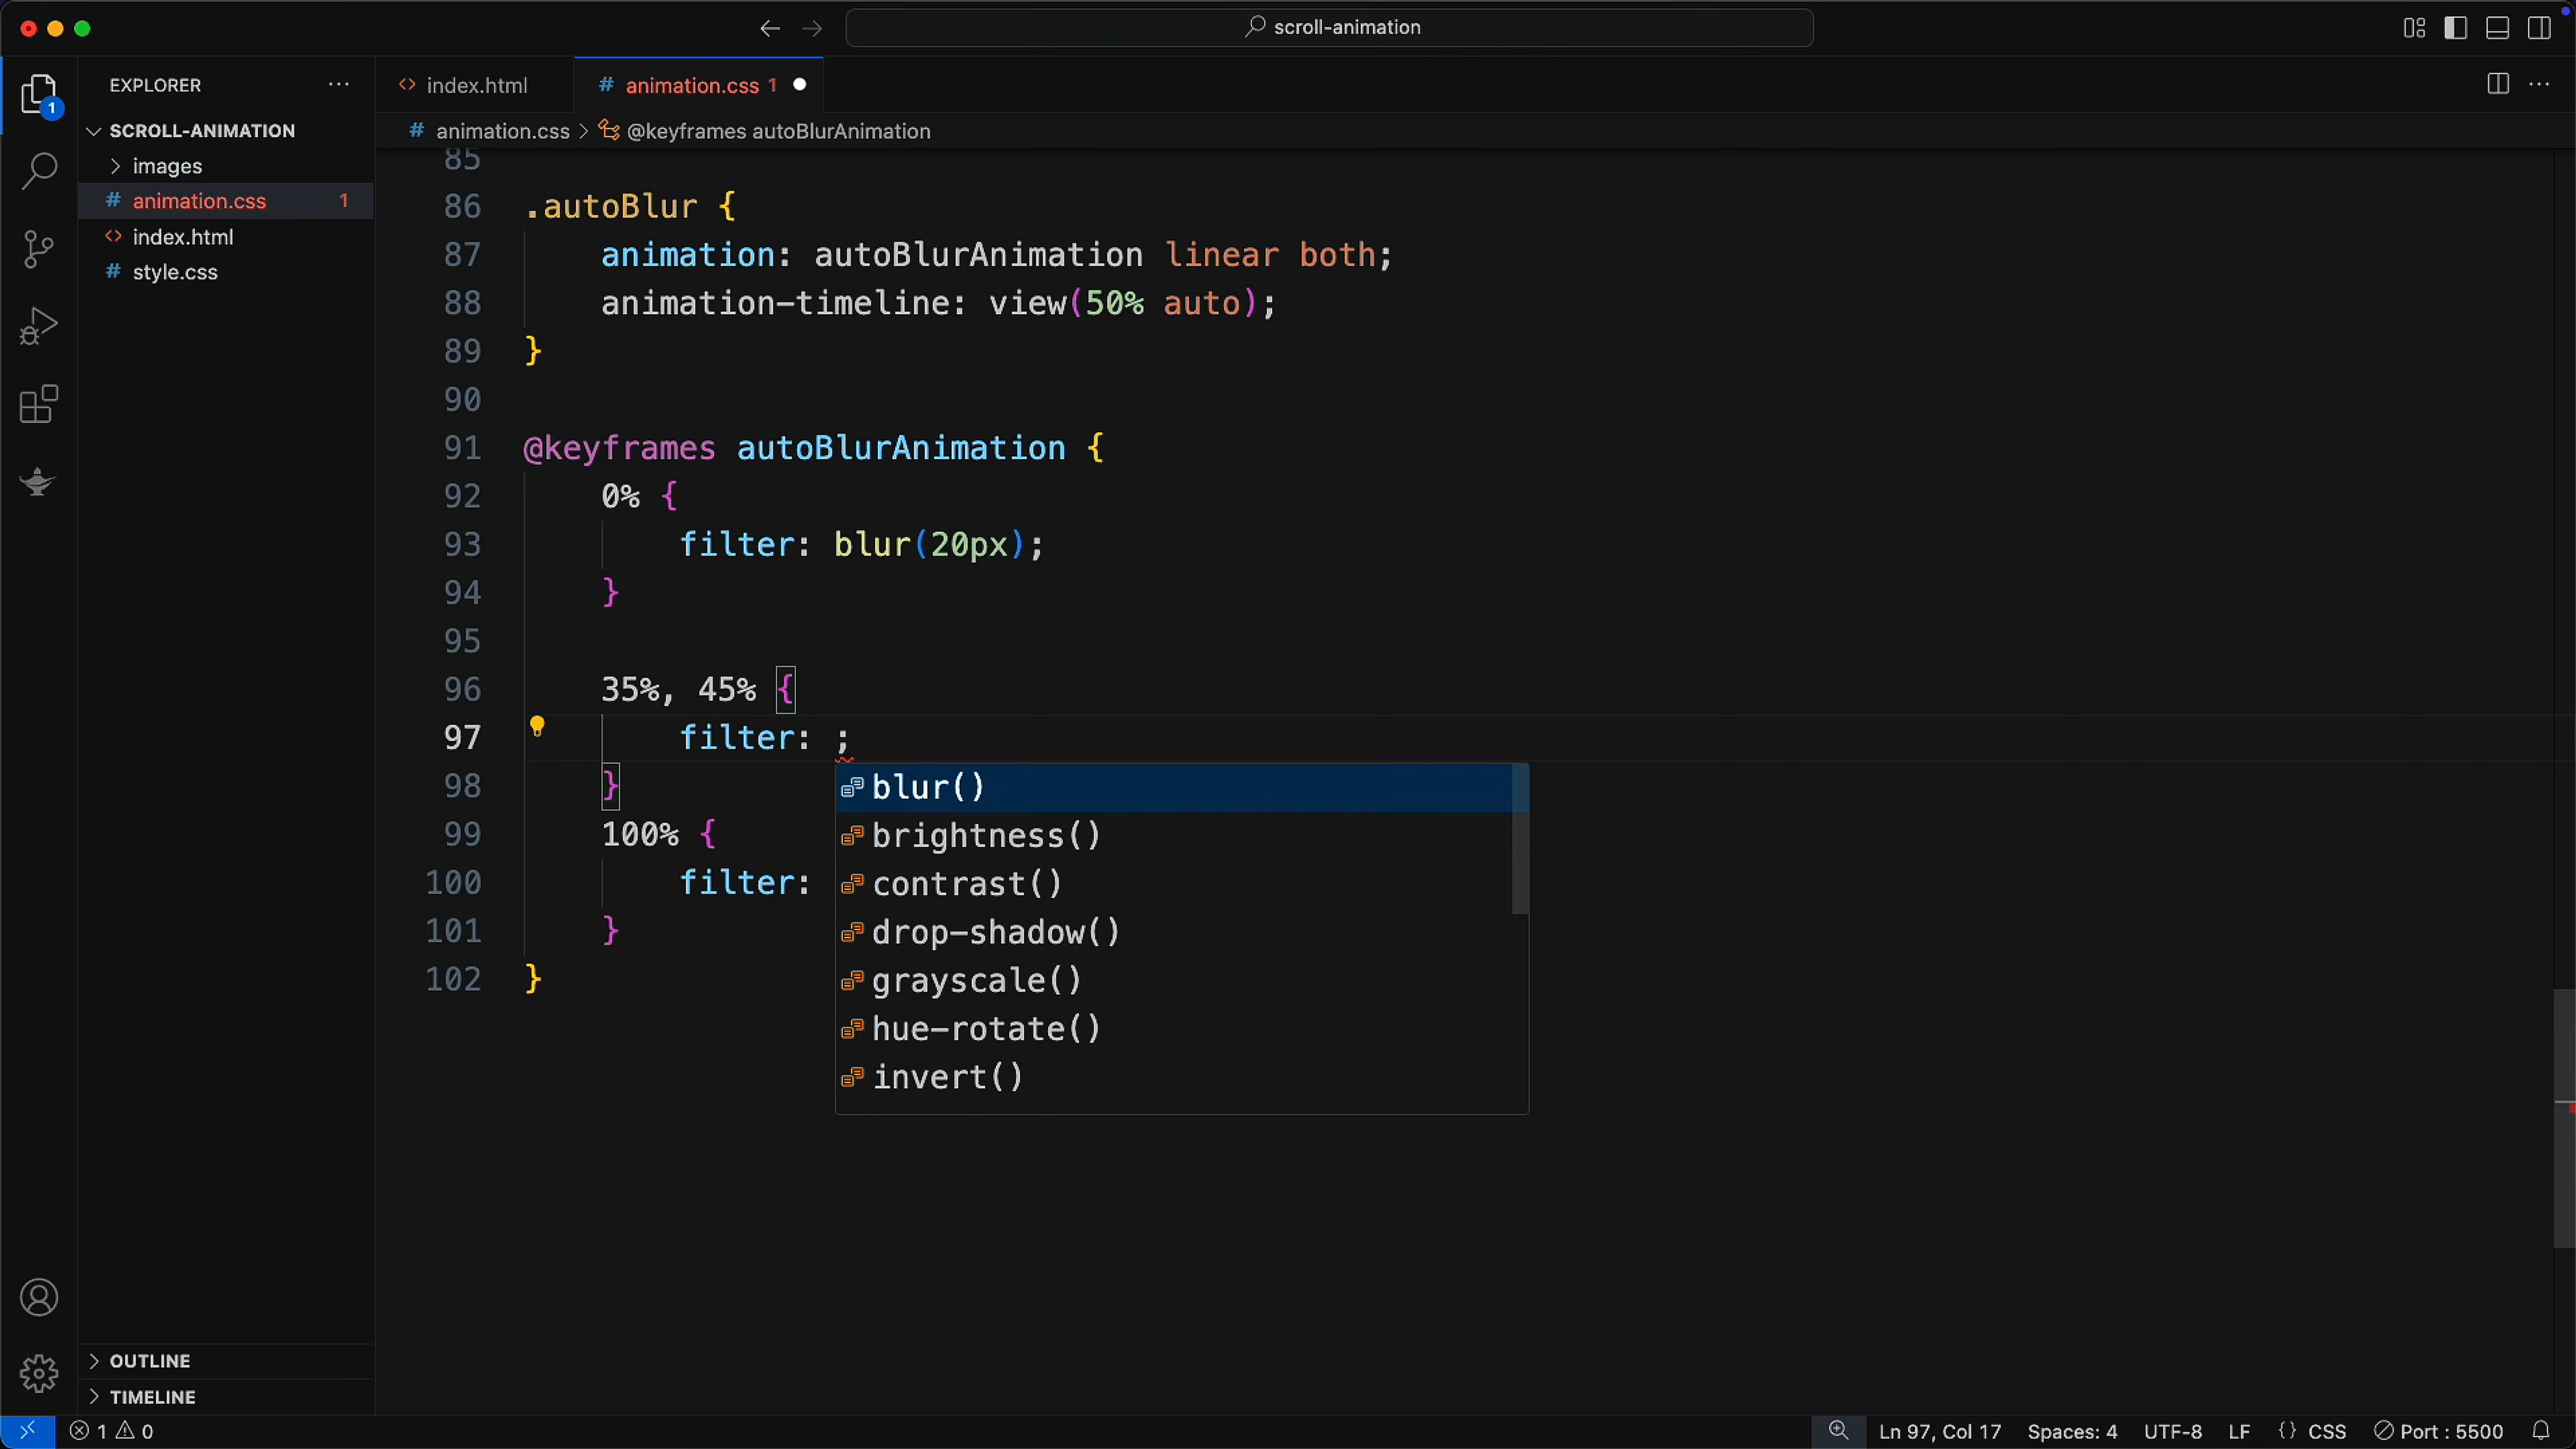 scroll-animation
EXPLORER
index.html
# animation.css 1
1
# animation.css > @keyframes autoBlurAnimation
SCROLL-ANIMATION
images
# animation.css 1
index.html
# style.css
85
86 .autoBlur {
87 animation: autoBlurAnimation linear both;
88 animation-timeline: view(50% auto);
89 }
90
91 @keyframes autoBlurAnimation {
92 0% {
93 filter: blur(20px);
94 }
95
96 35%, 45% {
97 filter: ;
98 }
99 100% {
100 filter:
101 }
102 }
blur()
brightness()
contrast()
drop-shadow()
grayscale()
hue-rotate()
invert()
OUTLINE
TIMELINE
1 0
Ln 97, Col 17
Spaces: 4
UTF-8
LF
{} CSS
Port : 5500